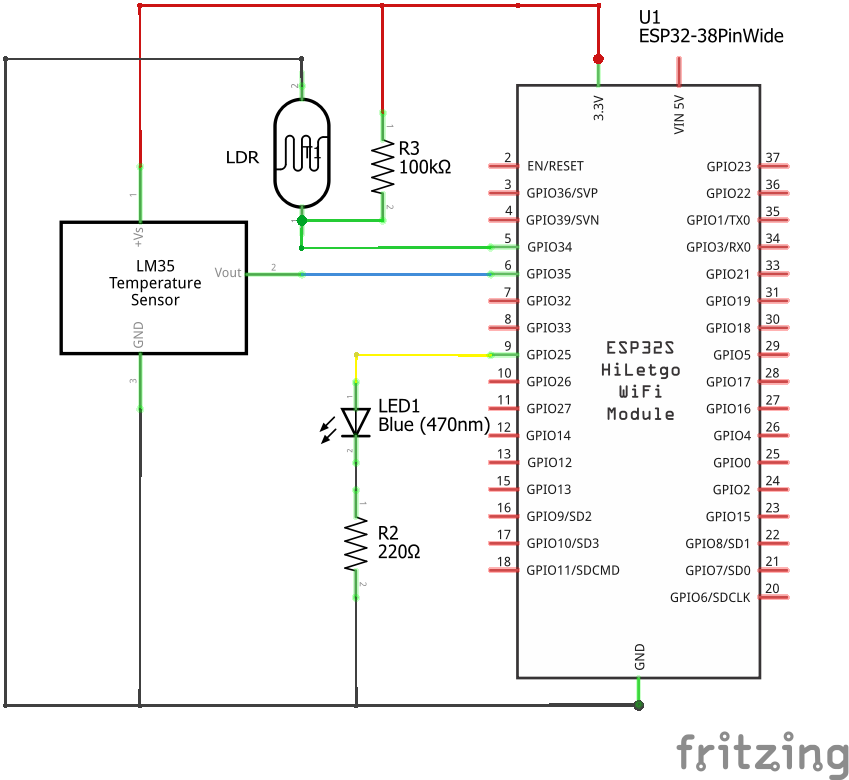 U1
ESP32-38PinWide
3.3V
VIN 5V
2
1
LDR
T1
1
R3
100kΩ
2
1
2 EN/RESET
3 GPIO36/SVP
4 GPIO39/SVN
5 GPIO34
6 GPIO35
7 GPIO32
8 GPIO33
9 GPIO25
10 GPIO26
11 GPIO27
12 GPIO14
13 GPIO12
15 GPIO13
16 GPIO9/SD2
17 GPIO10/SD3
18 GPIO11/SDCMD
GPIO23 37
GPIO22 36
GPIO1/TX0 35
GPIO3/RX0 34
GPIO21 33
GPIO19 31
GPIO18 30
GPIO5 29
GPIO17 28
GPIO16 27
GPIO4 26
GPIO0 25
GPIO2 24
GPIO15 23
GPIO8/SD1 22
GPIO7/SD0 21
GPIO6/SDCLK 20
ESP32S
HiLetgo
WiFi
Module
+Vs
LM35
Temperature
Sensor
Vout 2
GND
3
1
LED1
Blue (470nm)
2
1
R2
220Ω
2
GND
fritzing